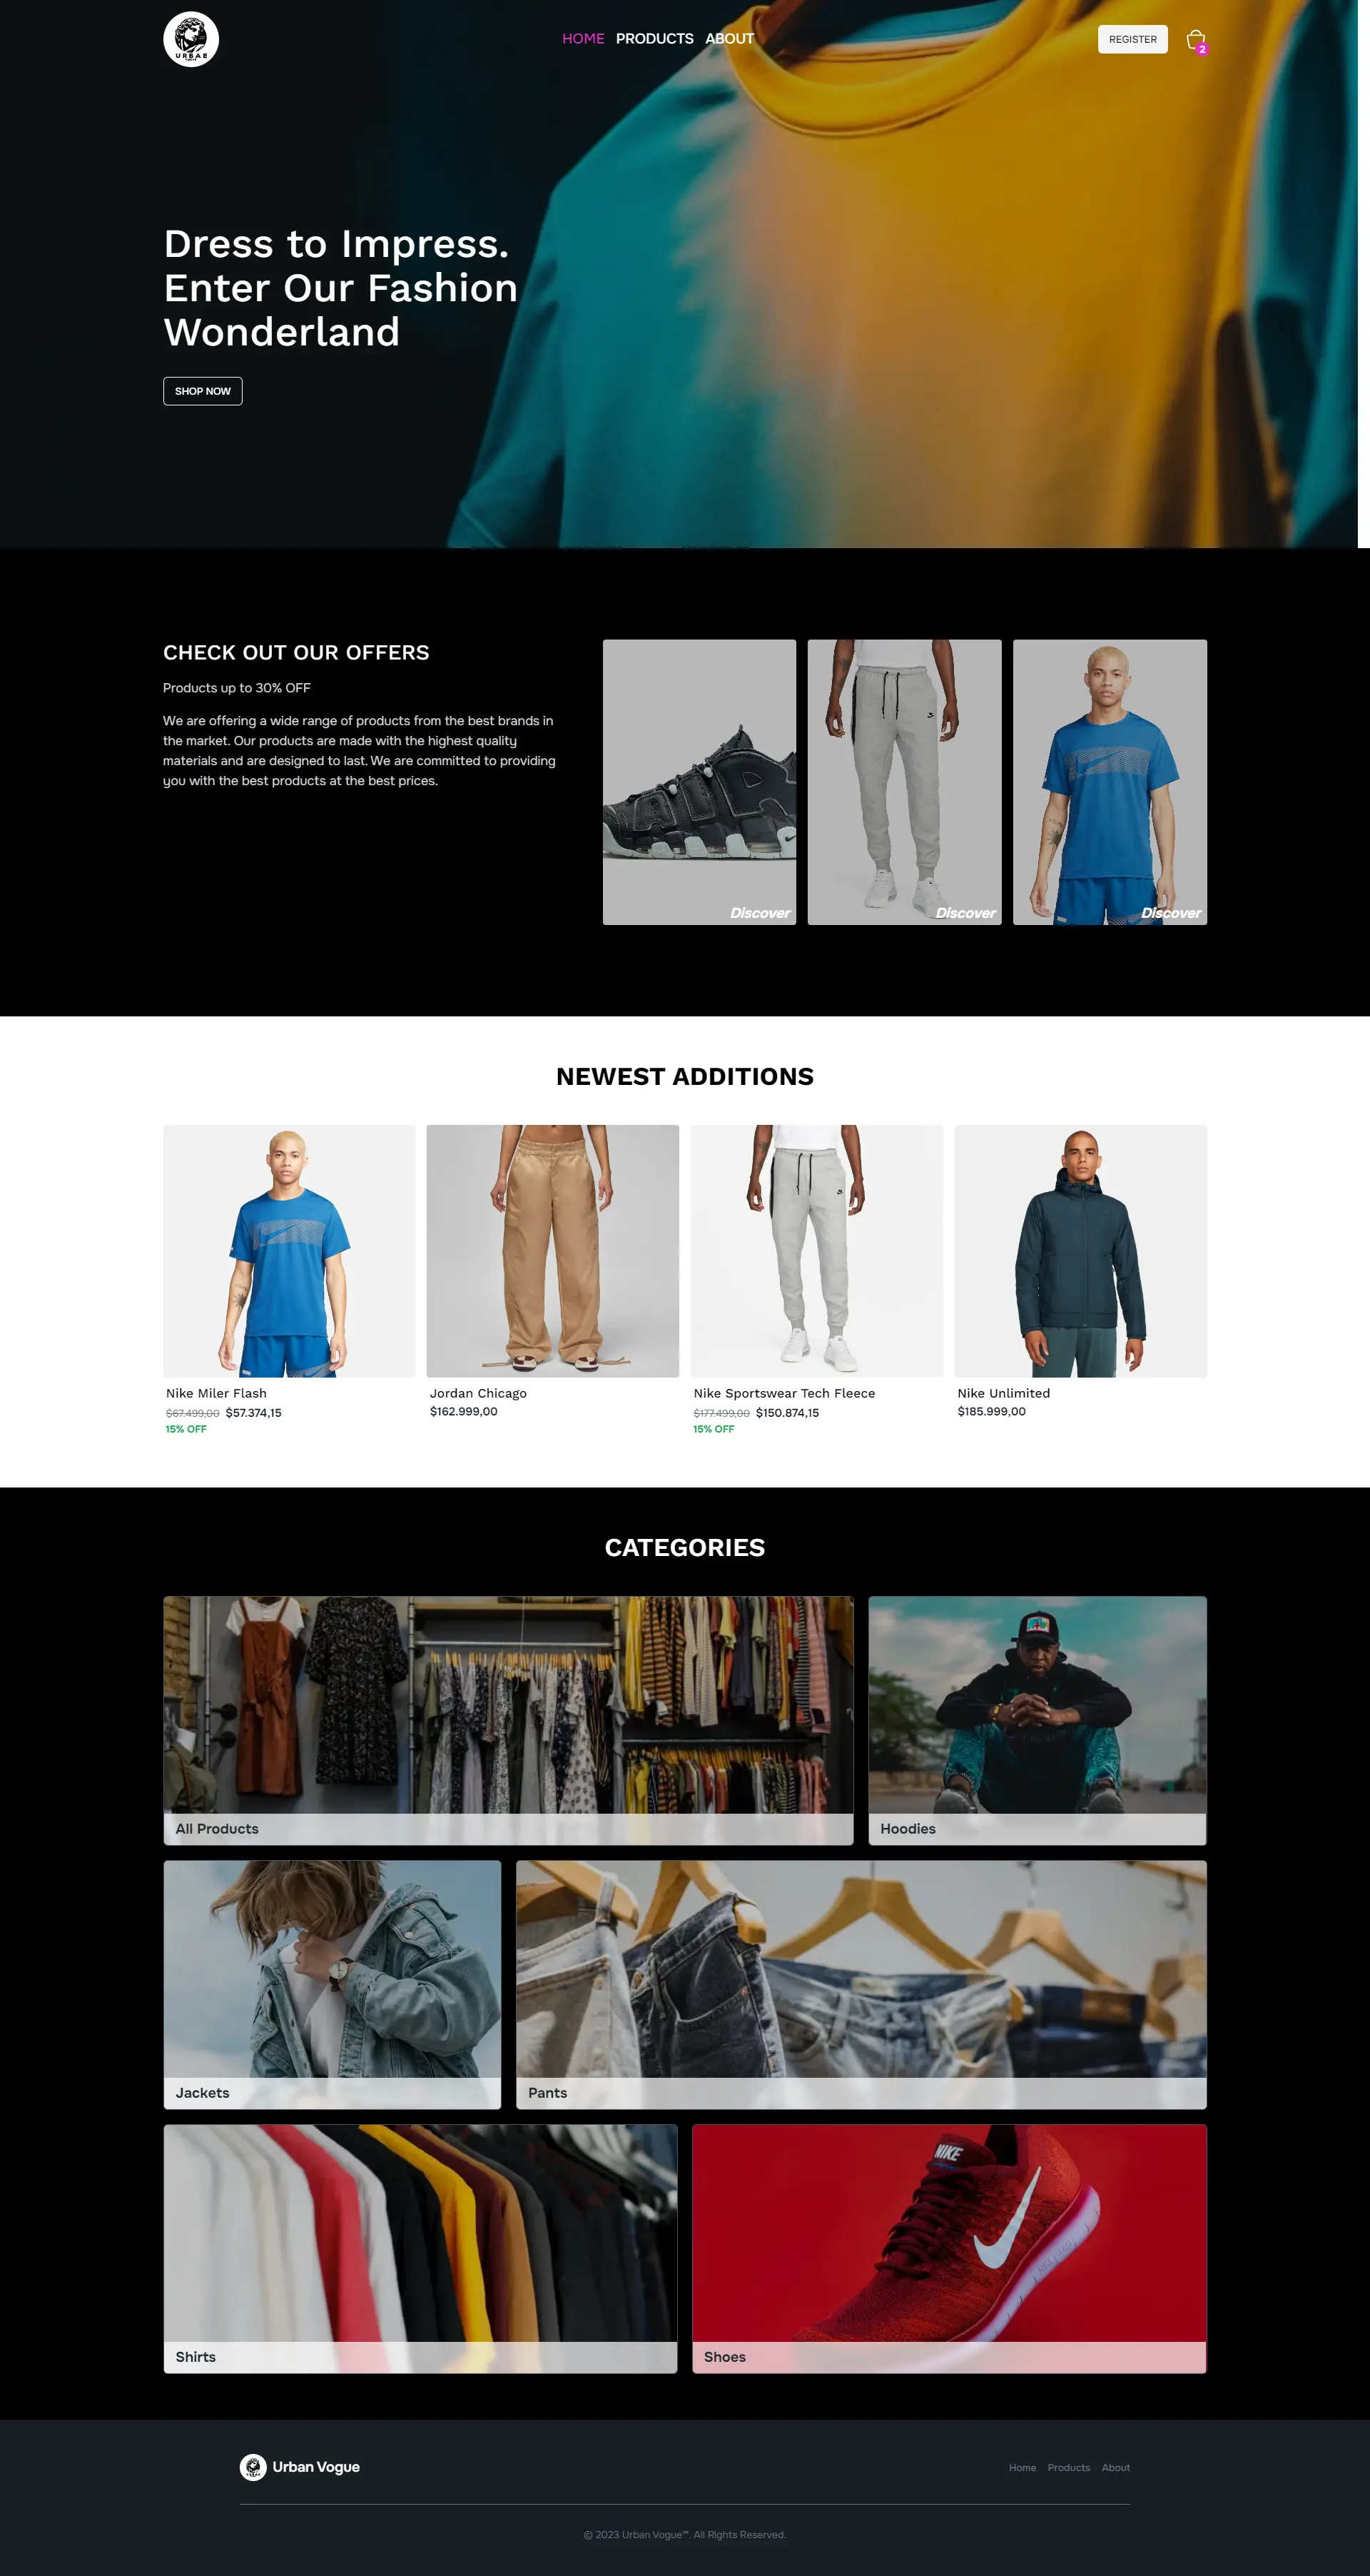 URBAE
HOME PRODUCTS ABOUT
REGISTER
2
Dress to Impress.
Enter Our Fashion
Wonderland
SHOP NOW
CHECK OUT OUR OFFERS
Products up to 30% OFF
We are offering a wide range of products from the best brands in
the market. Our products are made with the highest quality
materials and are designed to last. We are committed to providing
you with the best products at the best prices.
Discover
Discover
Discover
NEWEST ADDITIONS
Nike Miler Flash
$67.499,00 $57.374,15
15% OFF
Jordan Chicago
$162.999,00
Nike Sportswear Tech Fleece
$177.499,00 $150.874,15
15% OFF
Nike Unlimited
$185.999,00
CATEGORIES
All Products
Hoodies
Jackets
Pants
NIKE
Shirts
Shoes
Urban Vogue
Home Products About
© 2023 Urban Vogue™. All Rights Reserved.